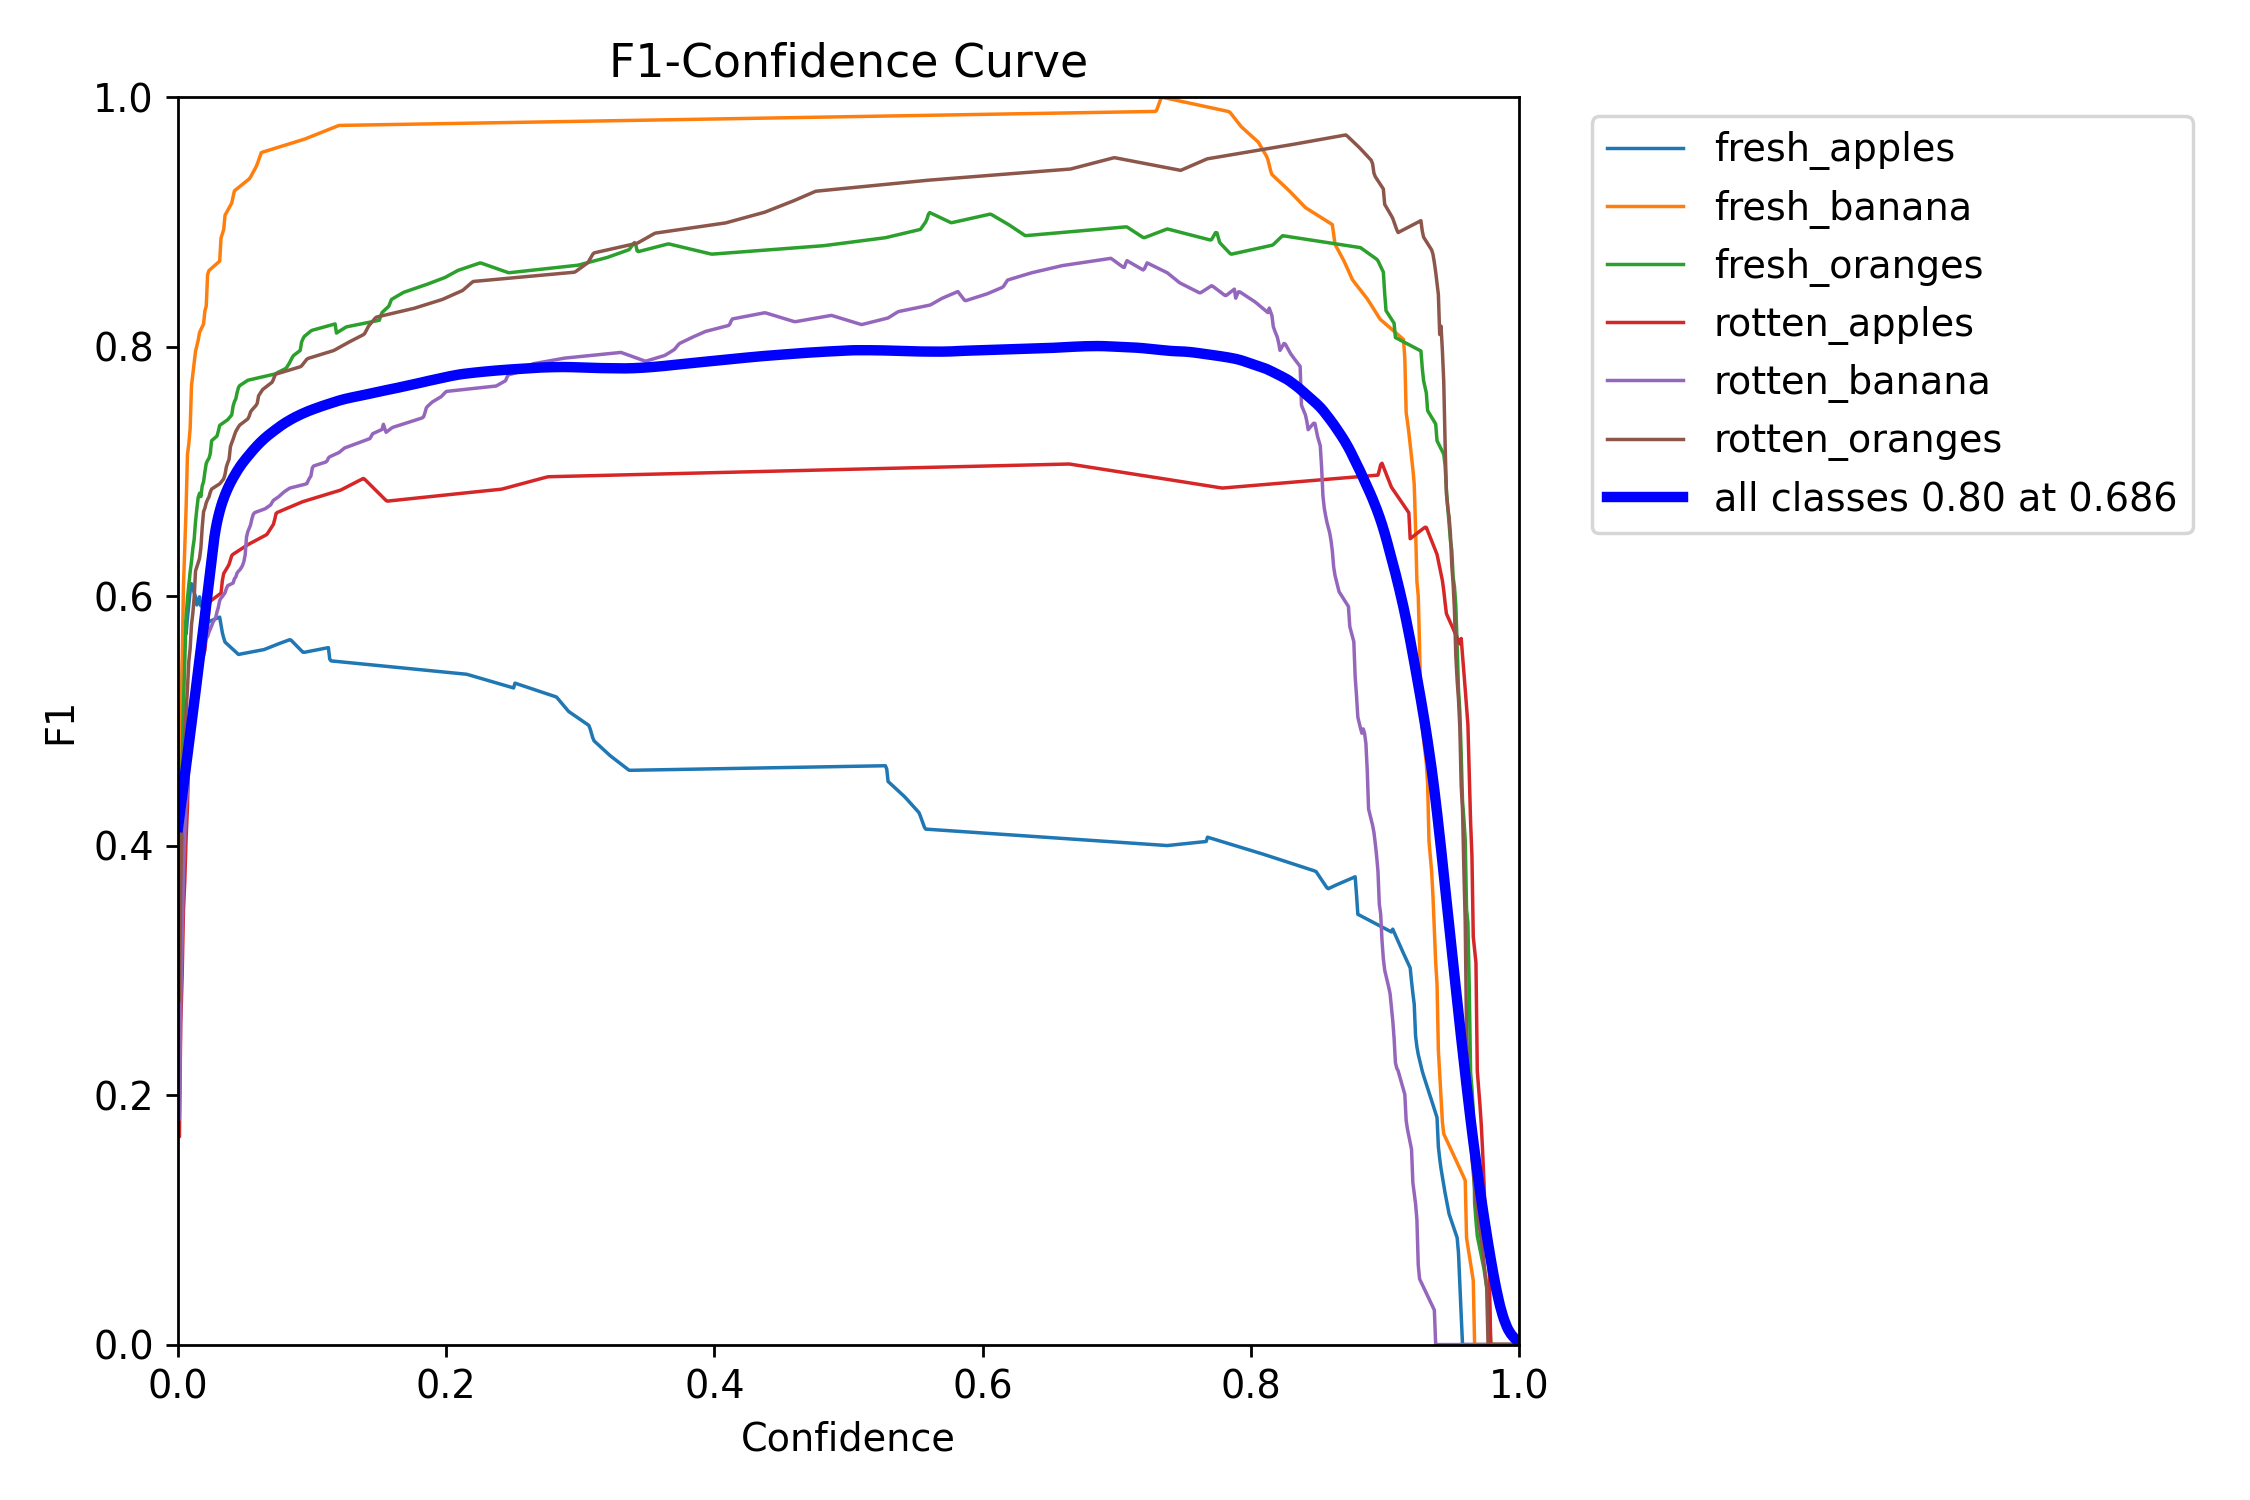 F1-Confidence Curve
1.0
0.8
0.6
0.4
0.2
0.0
F1
0.0 0.2 0.4 0.6 0.8 1.0
Confidence
fresh_apples
fresh_banana
fresh_oranges
rotten_apples
rotten_banana
rotten_oranges
all classes 0.80 at 0.686